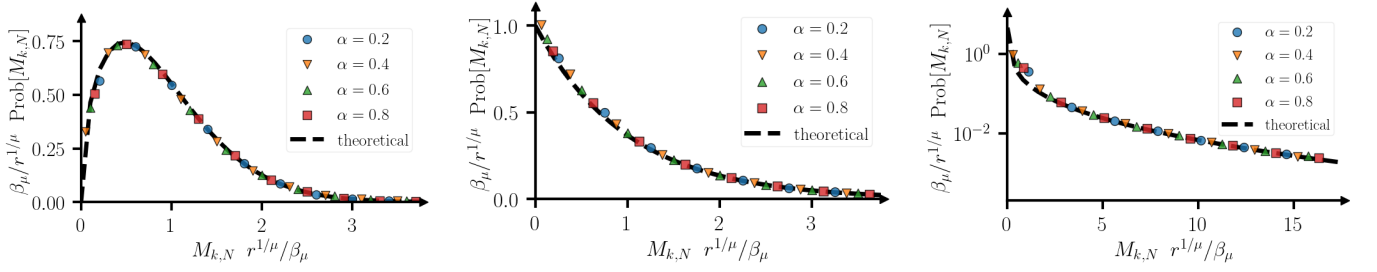 β_μ/r^{1/μ} Prob[M_{k,N}]
0.75
0.50
0.25
0.00
0
1
2
3
M_{k,N} r^{1/μ}/β_μ
α = 0.2
α = 0.4
α = 0.6
α = 0.8
theoretical
β_μ/r^{1/μ} Prob[M_{k,N}]
1.0
0.5
0.0
0
1
2
3
M_{k,N} r^{1/μ}/β_μ
α = 0.2
α = 0.4
α = 0.6
α = 0.8
theoretical
β_μ/r^{1/μ} Prob[M_{k,N}]
10^0
10^{-2}
0
5
10
15
M_{k,N} r^{1/μ}/β_μ
α = 0.2
α = 0.4
α = 0.6
α = 0.8
theoretical